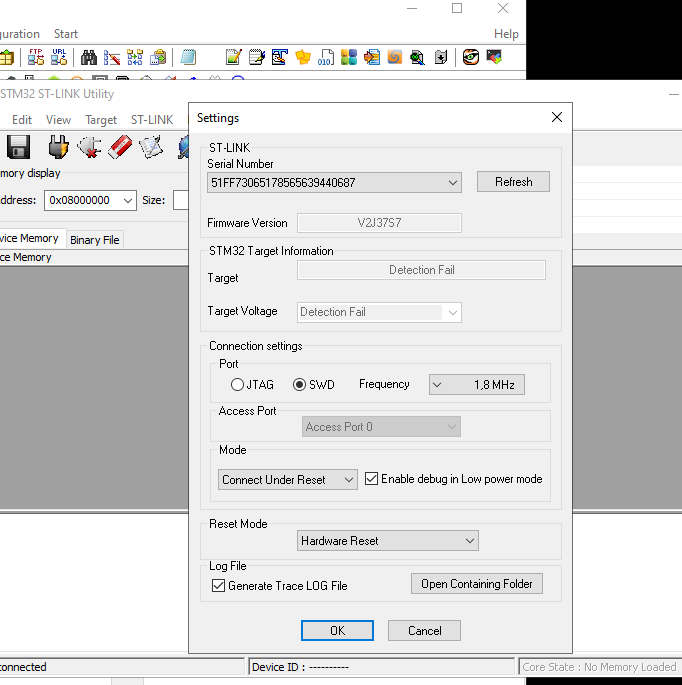 uration Start Help
FTP URL
STM32 ST-LINK Utility
Edit View Target ST-LINK
mory display
ddress: 0x08000000 Size:
vice Memory Binary File
ce Memory
Settings
ST-LINK
Serial Number
51FF73065178565639440687 Refresh
Firmware Version V2J37S7
STM32 Target Information
Target Detection Fail
Target Voltage Detection Fail
Connection settings
Port
JTAG SWD Frequency 1,8 MHz
Access Port
Access Port 0
Mode
Connect Under Reset Enable debug in Low power mode
Reset Mode
Hardware Reset
Log File
Generate Trace LOG File Open Containing Folder
OK Cancel
connected Device ID : ---------- Core State : No Memory Loaded